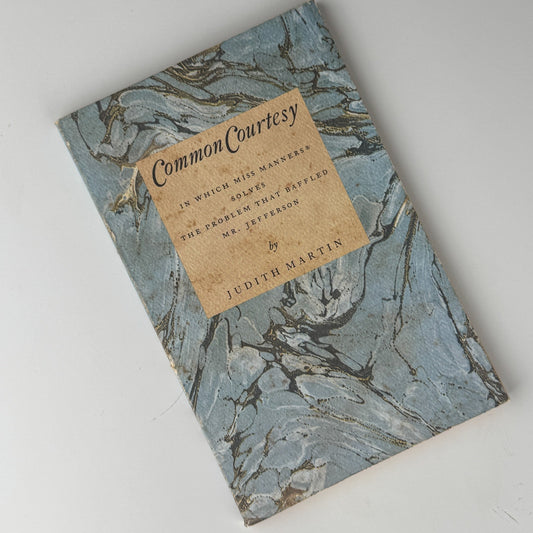 Common Courtesy
IN WHICH MISS MANNERS®
SOLVES
THE PROBLEM THAT BAFFLED
MR. JEFFERSON
by
JUDITH MARTIN